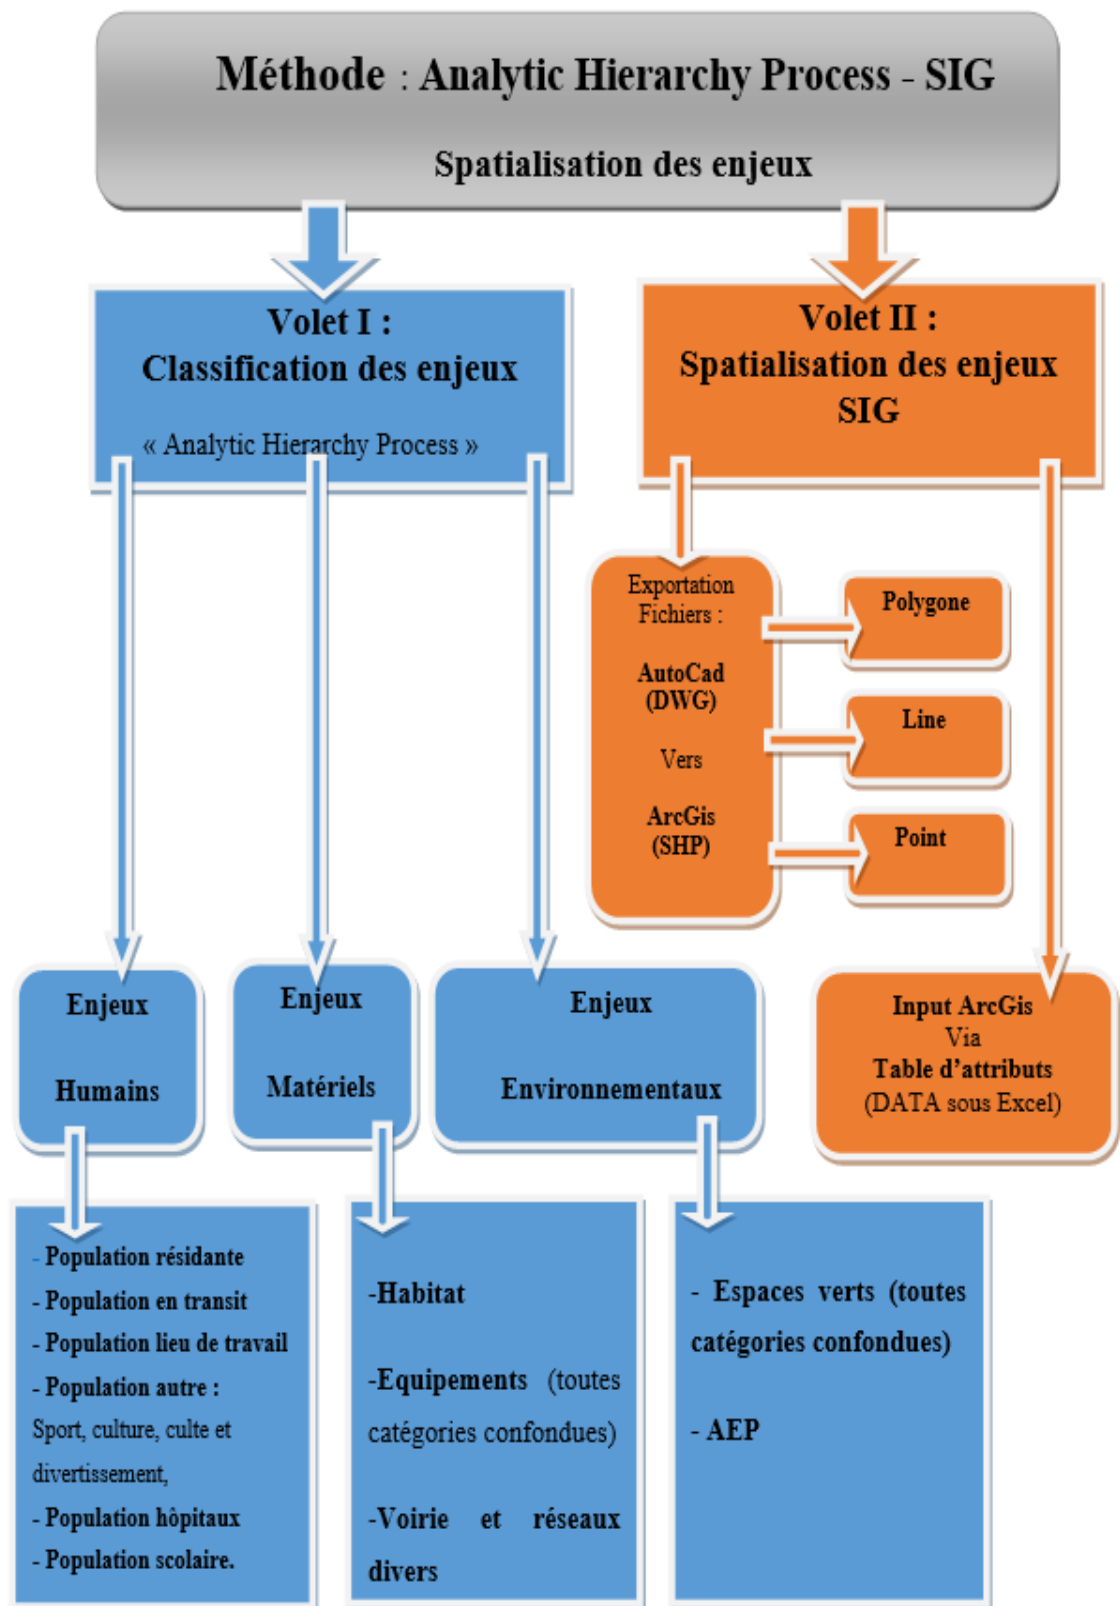 Méthode : Analytic Hierarchy Process - SIG
Spatialisation des enjeux
Volet I :
Classification des enjeux
« Analytic Hierarchy Process »
Volet II :
Spatialisation des enjeux
SIG
Exportation
Fichiers :
AutoCad
(DWG)
Vers
ArcGis
(SHP)
Polygone
Line
Point
Enjeux
Humains
Enjeux
Matériels
Enjeux
Environnementaux
Input ArcGis
Via
Table d’attributs
(DATA sous Excel)
- Population résidante
- Population en transit
- Population lieu de travail
- Population autre :
Sport, culture, culte et
divertissement,
- Population hôpitaux
- Population scolaire.
-Habitat
-Equipements (toutes
catégories confondues)
-Voirie et réseaux
divers
- Espaces verts (toutes
catégories confondues)
- AEP